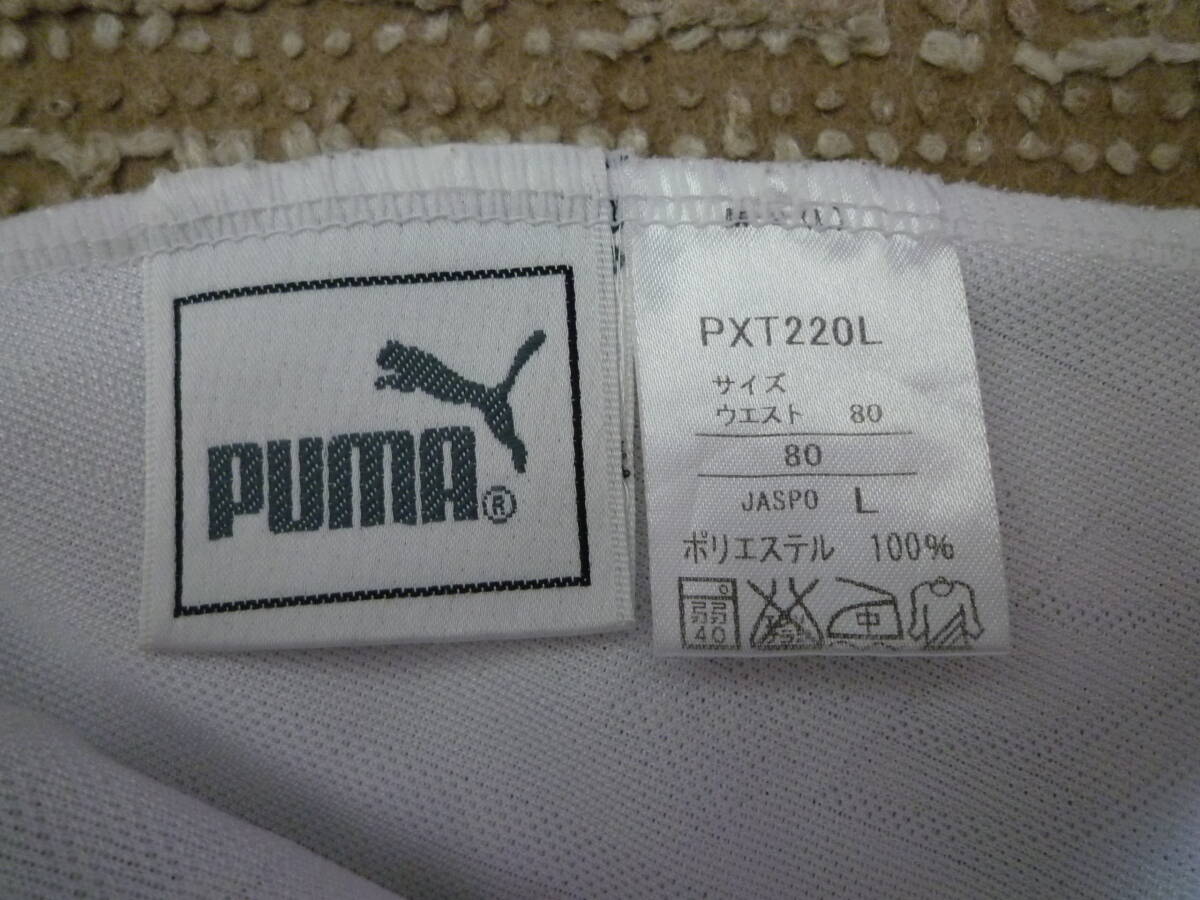 PUMA®
PXT220L
サイズ
ウエスト 80
80
JASPO L
ポリエステル 100%
弱
40
中